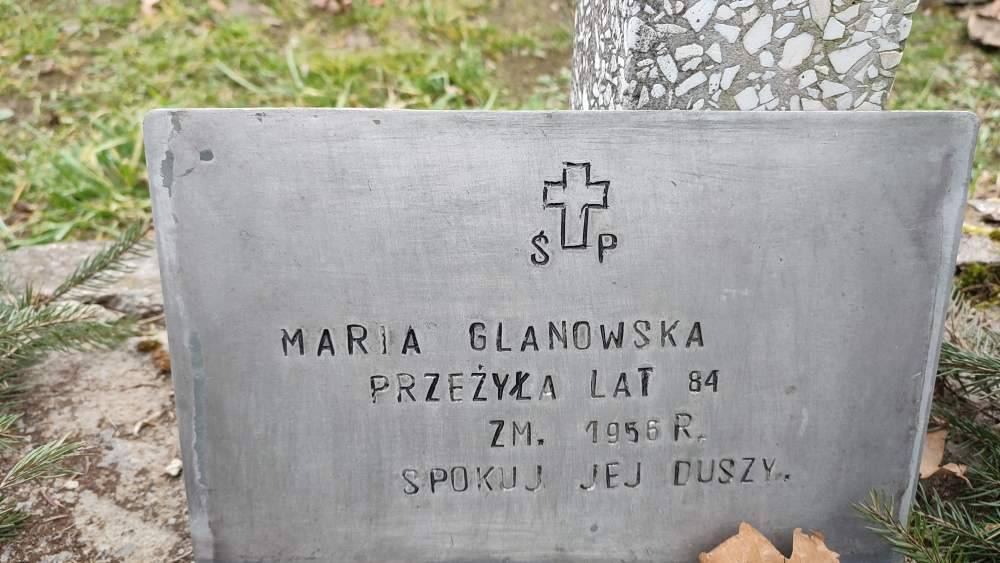 Ś P
MARIA GLANOWSKA
PRZEŻYŁA LAT 84
ZM. 1956 R.
SPOKUJ JEJ DUSZY.